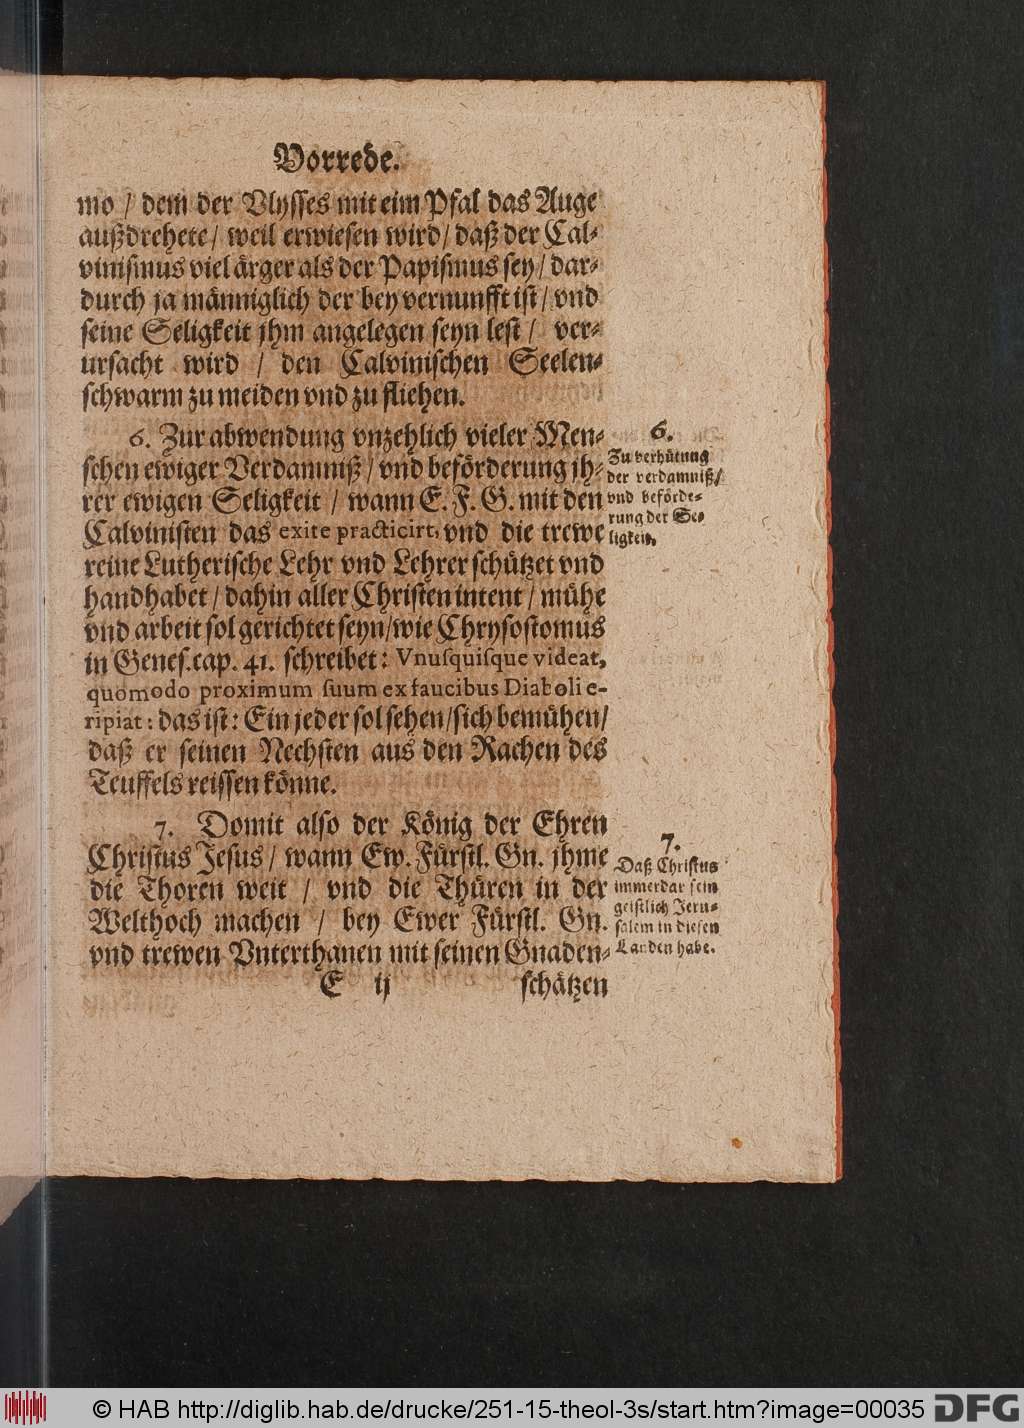 Vorrede.
mo / dem der Vlysses mit eim Pfal das Auge
außdrehete / weil erwiesen wird / daß der Cal-
vinismus viel ärger als der Papismus sey / dar-
durch ja männiglich der bey vernunfft ist / vnd
seine Seligkeit jhm angelegen seyn lest / ver-
ursacht wird / den Calvinischen Seelen-
schwarm zu meiden vnd zu fliehen.
6. Zur abwendung vnzehlich vieler Men-
schen ewiger Verdamniß / vnd beförderung jh-
rer ewigen Seligkeit / wann E. F. G. mit den
Calvinisten das exite practicirt, vnd die trewe
reine Lutherische Lehr vnd Lehrer schützet vnd
handhabet / dahin aller Christen intent / mühe
vnd arbeit sol gerichtet seyn / wie Chrysostomus
in Genes. cap. 41. schreibet: Vnusquisque videat,
quomodo proximum suum ex faucibus Diaboli e-
ripiat: das ist: Ein jeder sol sehen / sich bemühen /
daß er seinen Nechsten aus den Rachen des
Teuffels reissen könne.
6.
Zu verhütung
der verdamniß /
vnd beförde-
rung der Se-
ligkeit.
7. Domit also der König der Ehren
Christus Jesus / wann Ew. Fürstl. Gn. jhme
die Thoren weit / vnd die Thüren in der
Welt hoch machen / bey Ewer Fürstl. Gn.
vnd trewen Vnterthanen mit seinen Gnaden-
7.
Daß Christus
immerdar sein
geistlich Jeru-
salem in diesen
Landen habe.
E ij schätzen
© HAB http://diglib.hab.de/drucke/251-15-theol-3s/start.htm?image=00035
DFG